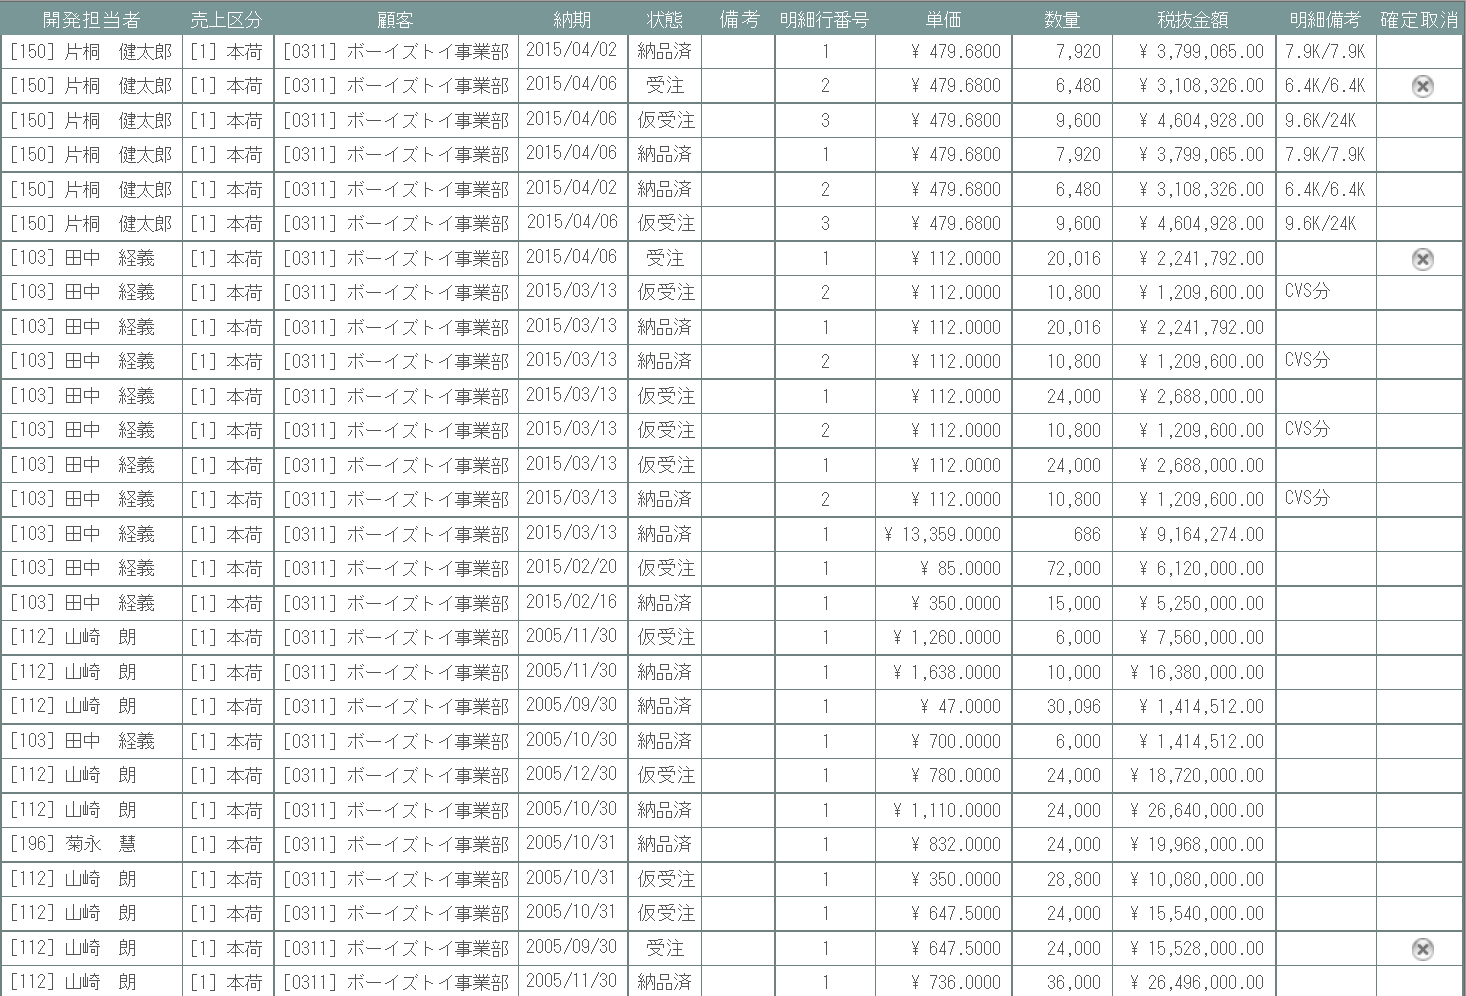 開発担当者 売上区分 顧客 納期 状態 備考 明細行番号 単価 数量 税抜金額 明細備考 確定取消
[150] 片桐　健太郎 [1] 本荷 [0311] ボーイズトイ事業部 2015/04/02 納品済 1 ¥ 479.6800 7,920 ¥ 3,799,065.00 7.9K/7.9K
[150] 片桐　健太郎 [1] 本荷 [0311] ボーイズトイ事業部 2015/04/06 受注 2 ¥ 479.6800 6,480 ¥ 3,108,326.00 6.4K/6.4K
[150] 片桐　健太郎 [1] 本荷 [0311] ボーイズトイ事業部 2015/04/06 仮受注 3 ¥ 479.6800 9,600 ¥ 4,604,928.00 9.6K/24K
[150] 片桐　健太郎 [1] 本荷 [0311] ボーイズトイ事業部 2015/04/06 納品済 1 ¥ 479.6800 7,920 ¥ 3,799,065.00 7.9K/7.9K
[150] 片桐　健太郎 [1] 本荷 [0311] ボーイズトイ事業部 2015/04/02 納品済 2 ¥ 479.6800 6,480 ¥ 3,108,326.00 6.4K/6.4K
[150] 片桐　健太郎 [1] 本荷 [0311] ボーイズトイ事業部 2015/04/06 仮受注 3 ¥ 479.6800 9,600 ¥ 4,604,928.00 9.6K/24K
[103] 田中　経義 [1] 本荷 [0311] ボーイズトイ事業部 2015/04/06 受注 1 ¥ 112.0000 20,016 ¥ 2,241,792.00
[103] 田中　経義 [1] 本荷 [0311] ボーイズトイ事業部 2015/03/13 仮受注 2 ¥ 112.0000 10,800 ¥ 1,209,600.00 CVS分
[103] 田中　経義 [1] 本荷 [0311] ボーイズトイ事業部 2015/03/13 納品済 1 ¥ 112.0000 20,016 ¥ 2,241,792.00
[103] 田中　経義 [1] 本荷 [0311] ボーイズトイ事業部 2015/03/13 納品済 2 ¥ 112.0000 10,800 ¥ 1,209,600.00 CVS分
[103] 田中　経義 [1] 本荷 [0311] ボーイズトイ事業部 2015/03/13 仮受注 1 ¥ 112.0000 24,000 ¥ 2,688,000.00
[103] 田中　経義 [1] 本荷 [0311] ボーイズトイ事業部 2015/03/13 仮受注 2 ¥ 112.0000 10,800 ¥ 1,209,600.00 CVS分
[103] 田中　経義 [1] 本荷 [0311] ボーイズトイ事業部 2015/03/13 仮受注 1 ¥ 112.0000 24,000 ¥ 2,688,000.00
[103] 田中　経義 [1] 本荷 [0311] ボーイズトイ事業部 2015/03/13 納品済 2 ¥ 112.0000 10,800 ¥ 1,209,600.00 CVS分
[103] 田中　経義 [1] 本荷 [0311] ボーイズトイ事業部 2015/03/13 納品済 1 ¥ 13,359.0000 686 ¥ 9,164,274.00
[103] 田中　経義 [1] 本荷 [0311] ボーイズトイ事業部 2015/02/20 仮受注 1 ¥ 85.0000 72,000 ¥ 6,120,000.00
[103] 田中　経義 [1] 本荷 [0311] ボーイズトイ事業部 2015/02/16 納品済 1 ¥ 350.0000 15,000 ¥ 5,250,000.00
[112] 山崎　朗 [1] 本荷 [0311] ボーイズトイ事業部 2005/11/30 仮受注 1 ¥ 1,260.0000 6,000 ¥ 7,560,000.00
[112] 山崎　朗 [1] 本荷 [0311] ボーイズトイ事業部 2005/11/30 納品済 1 ¥ 1,638.0000 10,000 ¥ 16,380,000.00
[112] 山崎　朗 [1] 本荷 [0311] ボーイズトイ事業部 2005/09/30 納品済 1 ¥ 47.0000 30,096 ¥ 1,414,512.00
[103] 田中　経義 [1] 本荷 [0311] ボーイズトイ事業部 2005/10/30 納品済 1 ¥ 700.0000 6,000 ¥ 1,414,512.00
[112] 山崎　朗 [1] 本荷 [0311] ボーイズトイ事業部 2005/12/30 仮受注 1 ¥ 780.0000 24,000 ¥ 18,720,000.00
[112] 山崎　朗 [1] 本荷 [0311] ボーイズトイ事業部 2005/10/30 納品済 1 ¥ 1,110.0000 24,000 ¥ 26,640,000.00
[196] 菊永　慧 [1] 本荷 [0311] ボーイズトイ事業部 2005/10/31 納品済 1 ¥ 832.0000 24,000 ¥ 19,968,000.00
[112] 山崎　朗 [1] 本荷 [0311] ボーイズトイ事業部 2005/10/31 仮受注 1 ¥ 350.0000 28,800 ¥ 10,080,000.00
[112] 山崎　朗 [1] 本荷 [0311] ボーイズトイ事業部 2005/10/31 仮受注 1 ¥ 647.5000 24,000 ¥ 15,540,000.00
[112] 山崎　朗 [1] 本荷 [0311] ボーイズトイ事業部 2005/09/30 受注 1 ¥ 647.5000 24,000 ¥ 15,528,000.00
[112] 山崎　朗 [1] 本荷 [0311] ボーイズトイ事業部 2005/11/30 納品済 1 ¥ 736.0000 36,000 ¥ 26,496,000.00